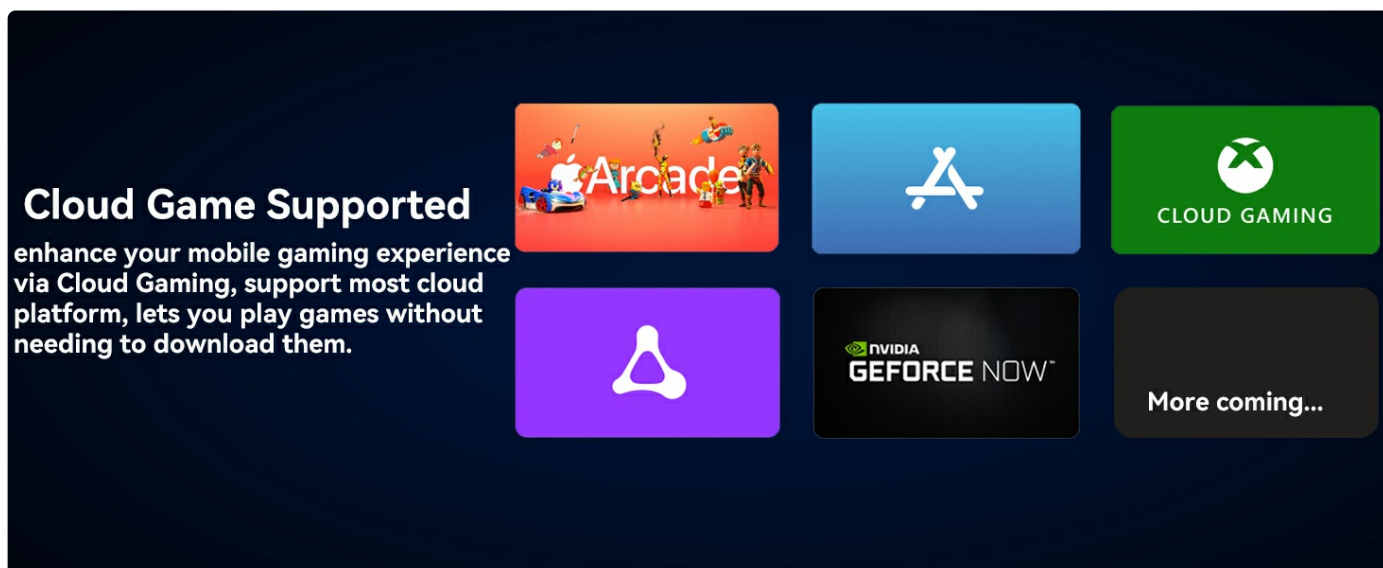 Cloud Game Supported
enhance your mobile gaming experience
via Cloud Gaming, support most cloud
platform, lets you play games without
needing to download them.
Arcade
CLOUD GAMING
NVIDIA
GEFORCE NOW™
More coming...